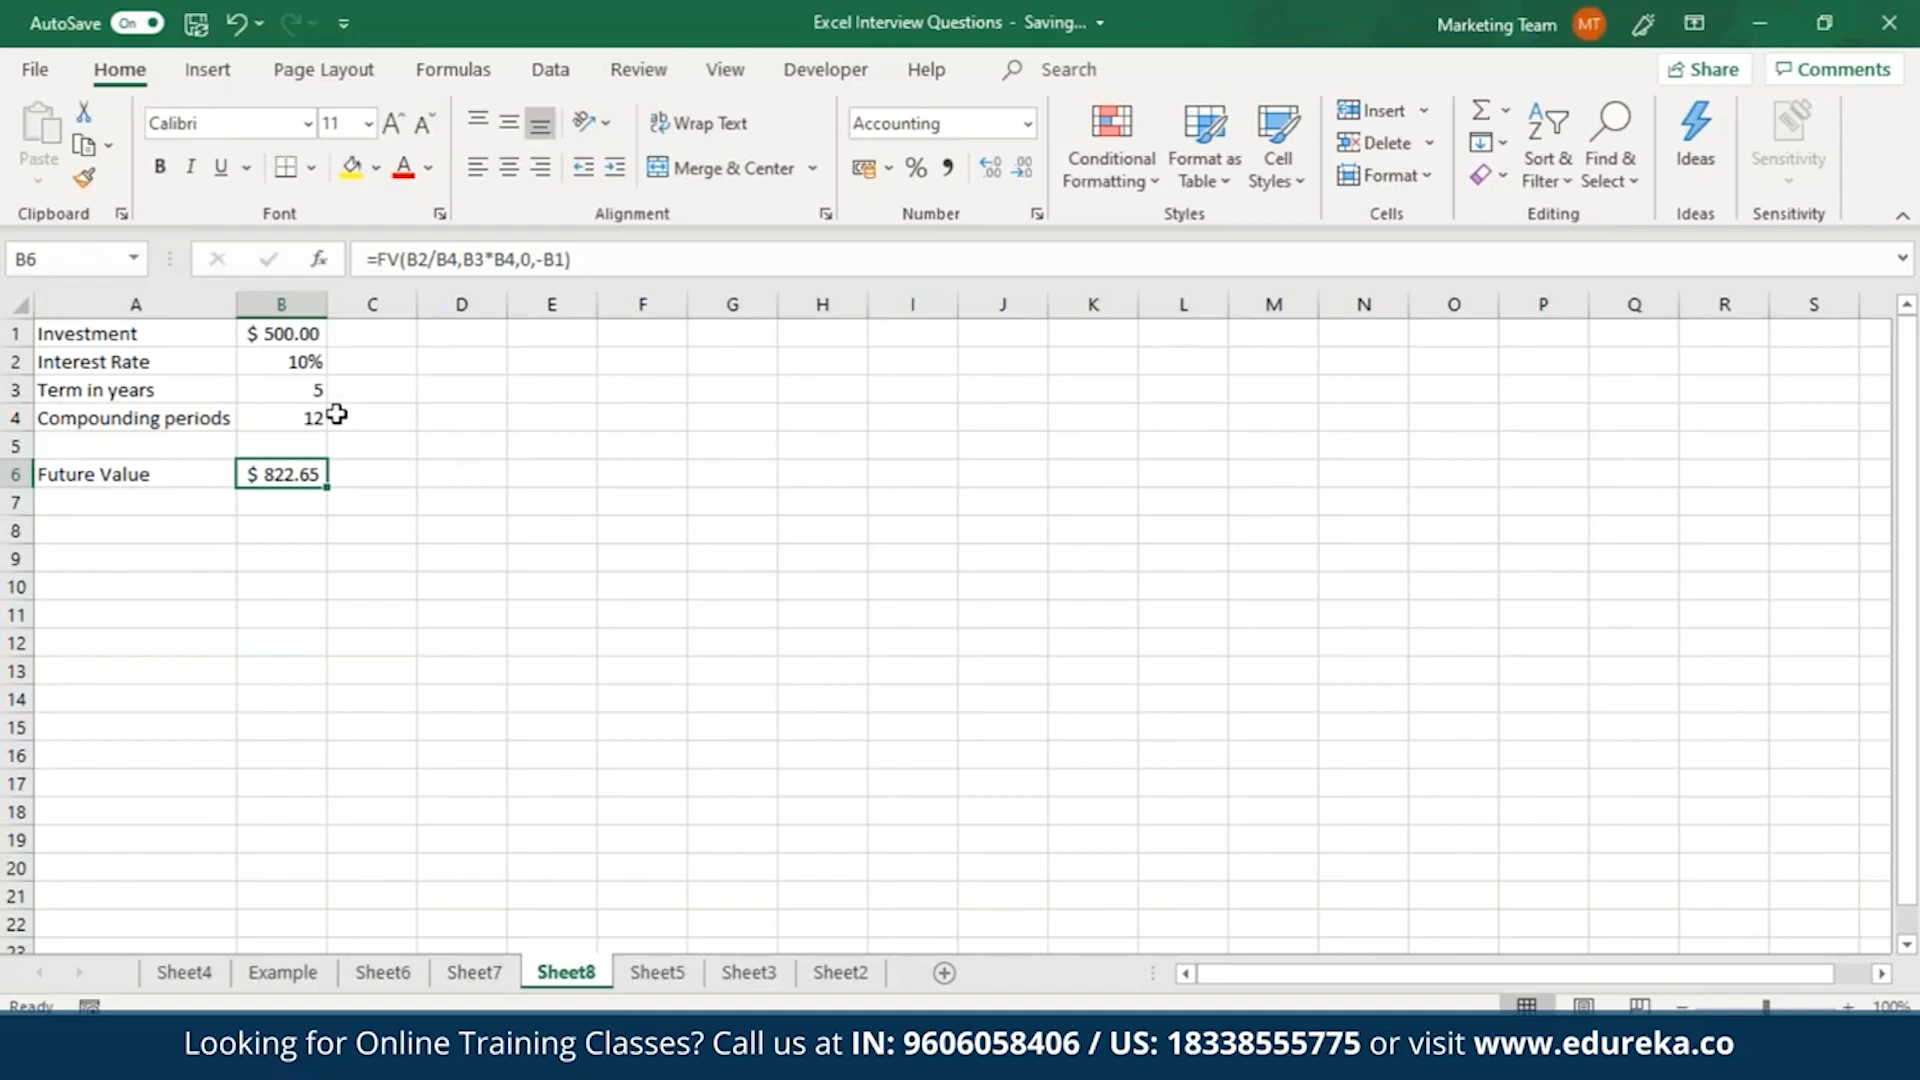 AutoSave On Excel Interview Questions - Saving... Marketing Team MT
File Home Insert Page Layout Formulas Data Review View Developer Help Search Share Comments
Calibri 11 Wrap Text Accounting Insert
Paste B I U A Merge & Center % Conditional Formatting Format as Table Cell Styles Delete Format Sort & Filter Find & Select Ideas Sensitivity
Clipboard Font Alignment Number Styles Cells Editing Ideas Sensitivity
B6 fx =FV(B2/B4,B3*B4,0,-B1)
A B C D E F G H I J K L M N O P Q R S
1 Investment $ 500.00
2 Interest Rate 10%
3 Term in years 5
4 Compounding periods 12
5
6 Future Value $ 822.65
7
8
9
10
11
12
13
14
15
16
17
18
19
20
21
22
23
Sheet4 Example Sheet6 Sheet7 Sheet8 Sheet5 Sheet3 Sheet2
Ready 100%
Looking for Online Training Classes? Call us at IN: 9606058406 / US: 18338555775 or visit www.edureka.co